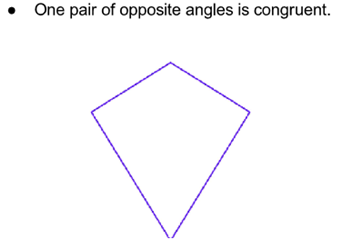 ● One pair of opposite angles is congruent.